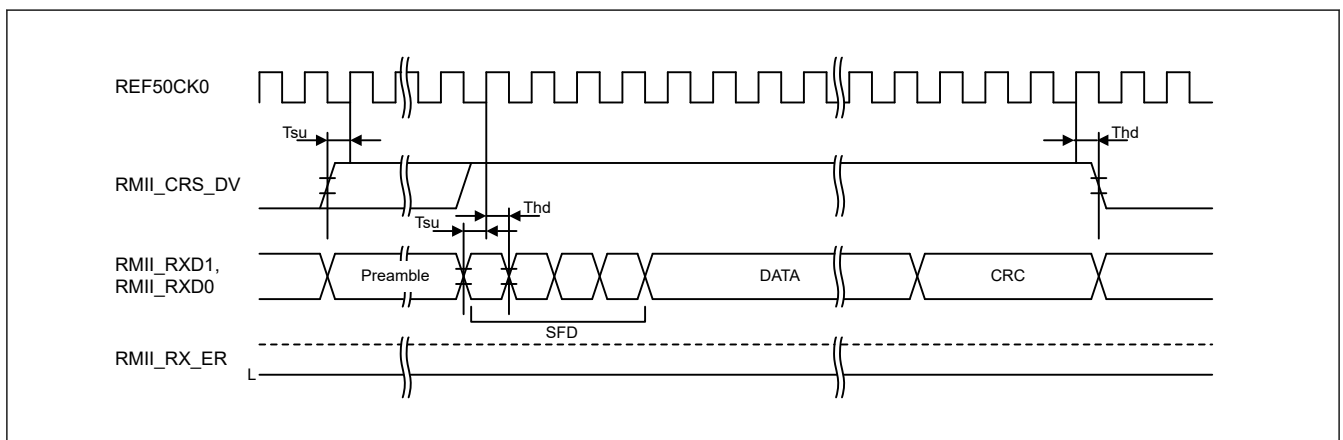 REF50CK0
Tsu
Thd
RMII_CRS_DV
Tsu
Thd
RMII_RXD1,
RMII_RXD0
Preamble
DATA
CRC
SFD
RMII_RX_ER
L